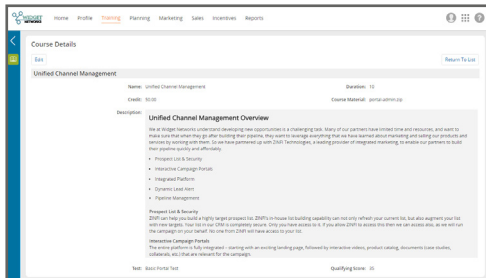 WIDGET NETWORKS
Home Profile Training Planning Marketing Sales Incentives Reports
Course Details
Edit Return To List
Unified Channel Management
Name: Unified Channel Management Duration: 10
Credit: 50.00 Course Material: portal-admin.zip
Description:
Unified Channel Management Overview
We at Widget Networks understand developing new opportunities is a challenging task. Many of our partners have limited time and resources, and want to
make sure that when they go after building their pipeline, they want to leverage everything that we have learned about marketing and selling our products and
services by working with them. So we have partnered up with ZINFI Technologies, a leading provider of integrated marketing, to enable our partners to build
their pipeline quickly and affordably.
• Prospect List & Security
• Interactive Campaign Portals
• Integrated Platform
• Dynamic Lead Alert
• Pipeline Management
Prospect List & Security
ZINFI can help you build a highly target prospect list. ZINFI's in-house list building capability can not only refresh your current list, but also augment your list
with new targets. Your list in our CRM is completely secure. Only you have access to it. If you allow ZINFI to access this then we can access also, as we will run
the campaign on your behalf. No one from ZINFI will have access to your list.
Interactive Campaign Portals
The entire platform is fully integrated – starting with an exciting landing page, followed by interactive videos, product catalog, documents (case studies,
collaterals, etc.) that are relevant for the campaign.
Test: Basic Portal Test Qualifying Score: 35